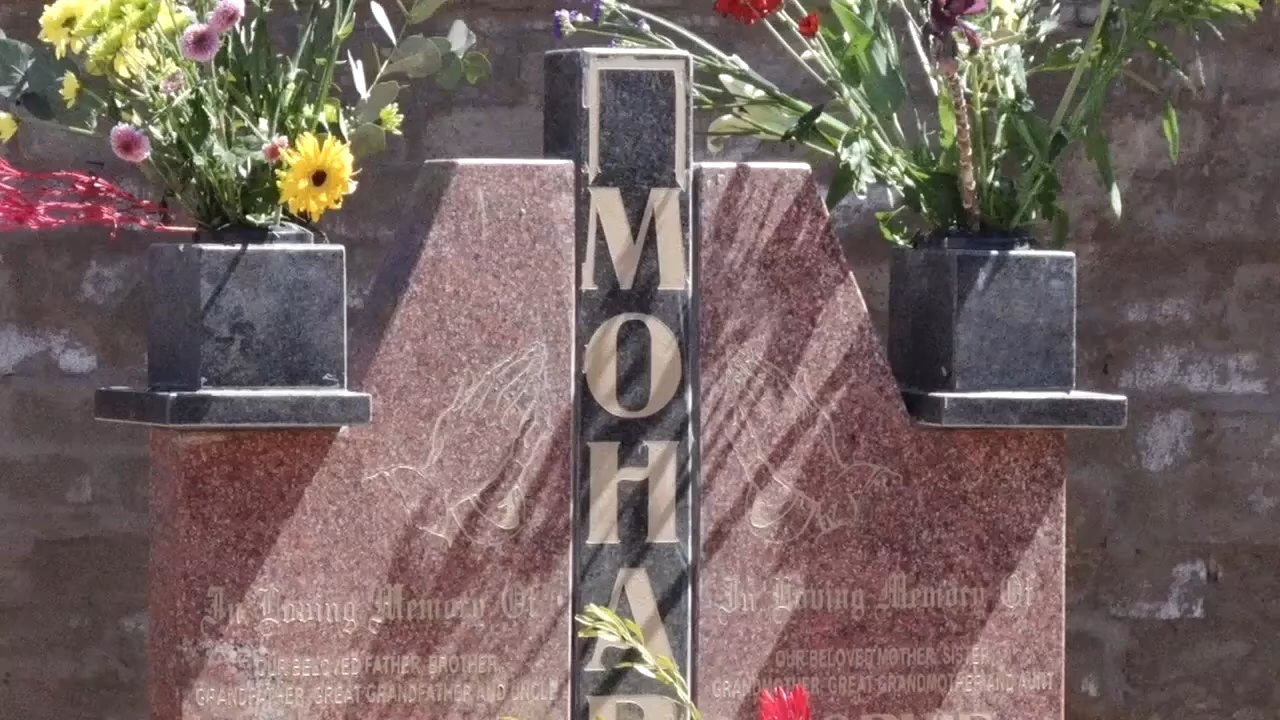 MOHA
In Loving Memory Of
OUR BELOVED FATHER, BROTHER,
GRANDFATHER, GREAT GRANDFATHER AND UNCLE
In Loving Memory Of
OUR BELOVED MOTHER, SISTER,
GRANDMOTHER, GREAT GRANDMOTHER AND AUNT